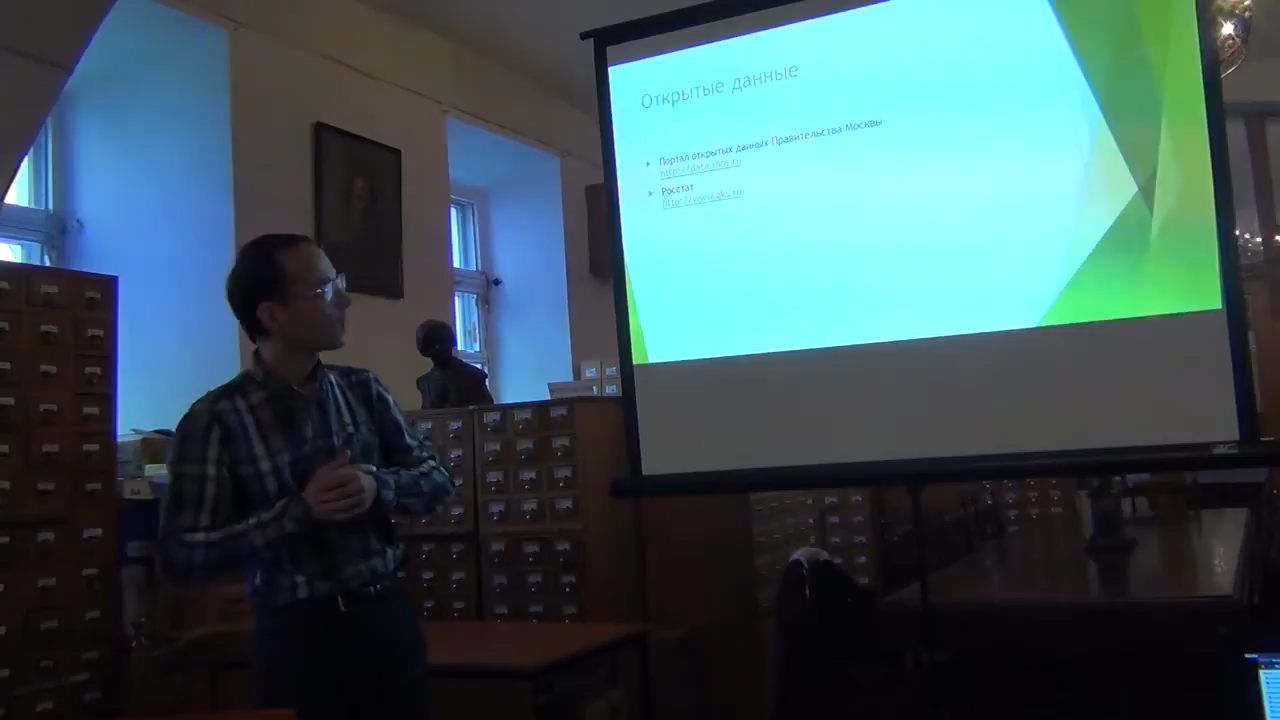 Открытые данные
Портал открытых данных Правительства Москвы
http://data.mos.ru
Росстат
http://www.gks.ru